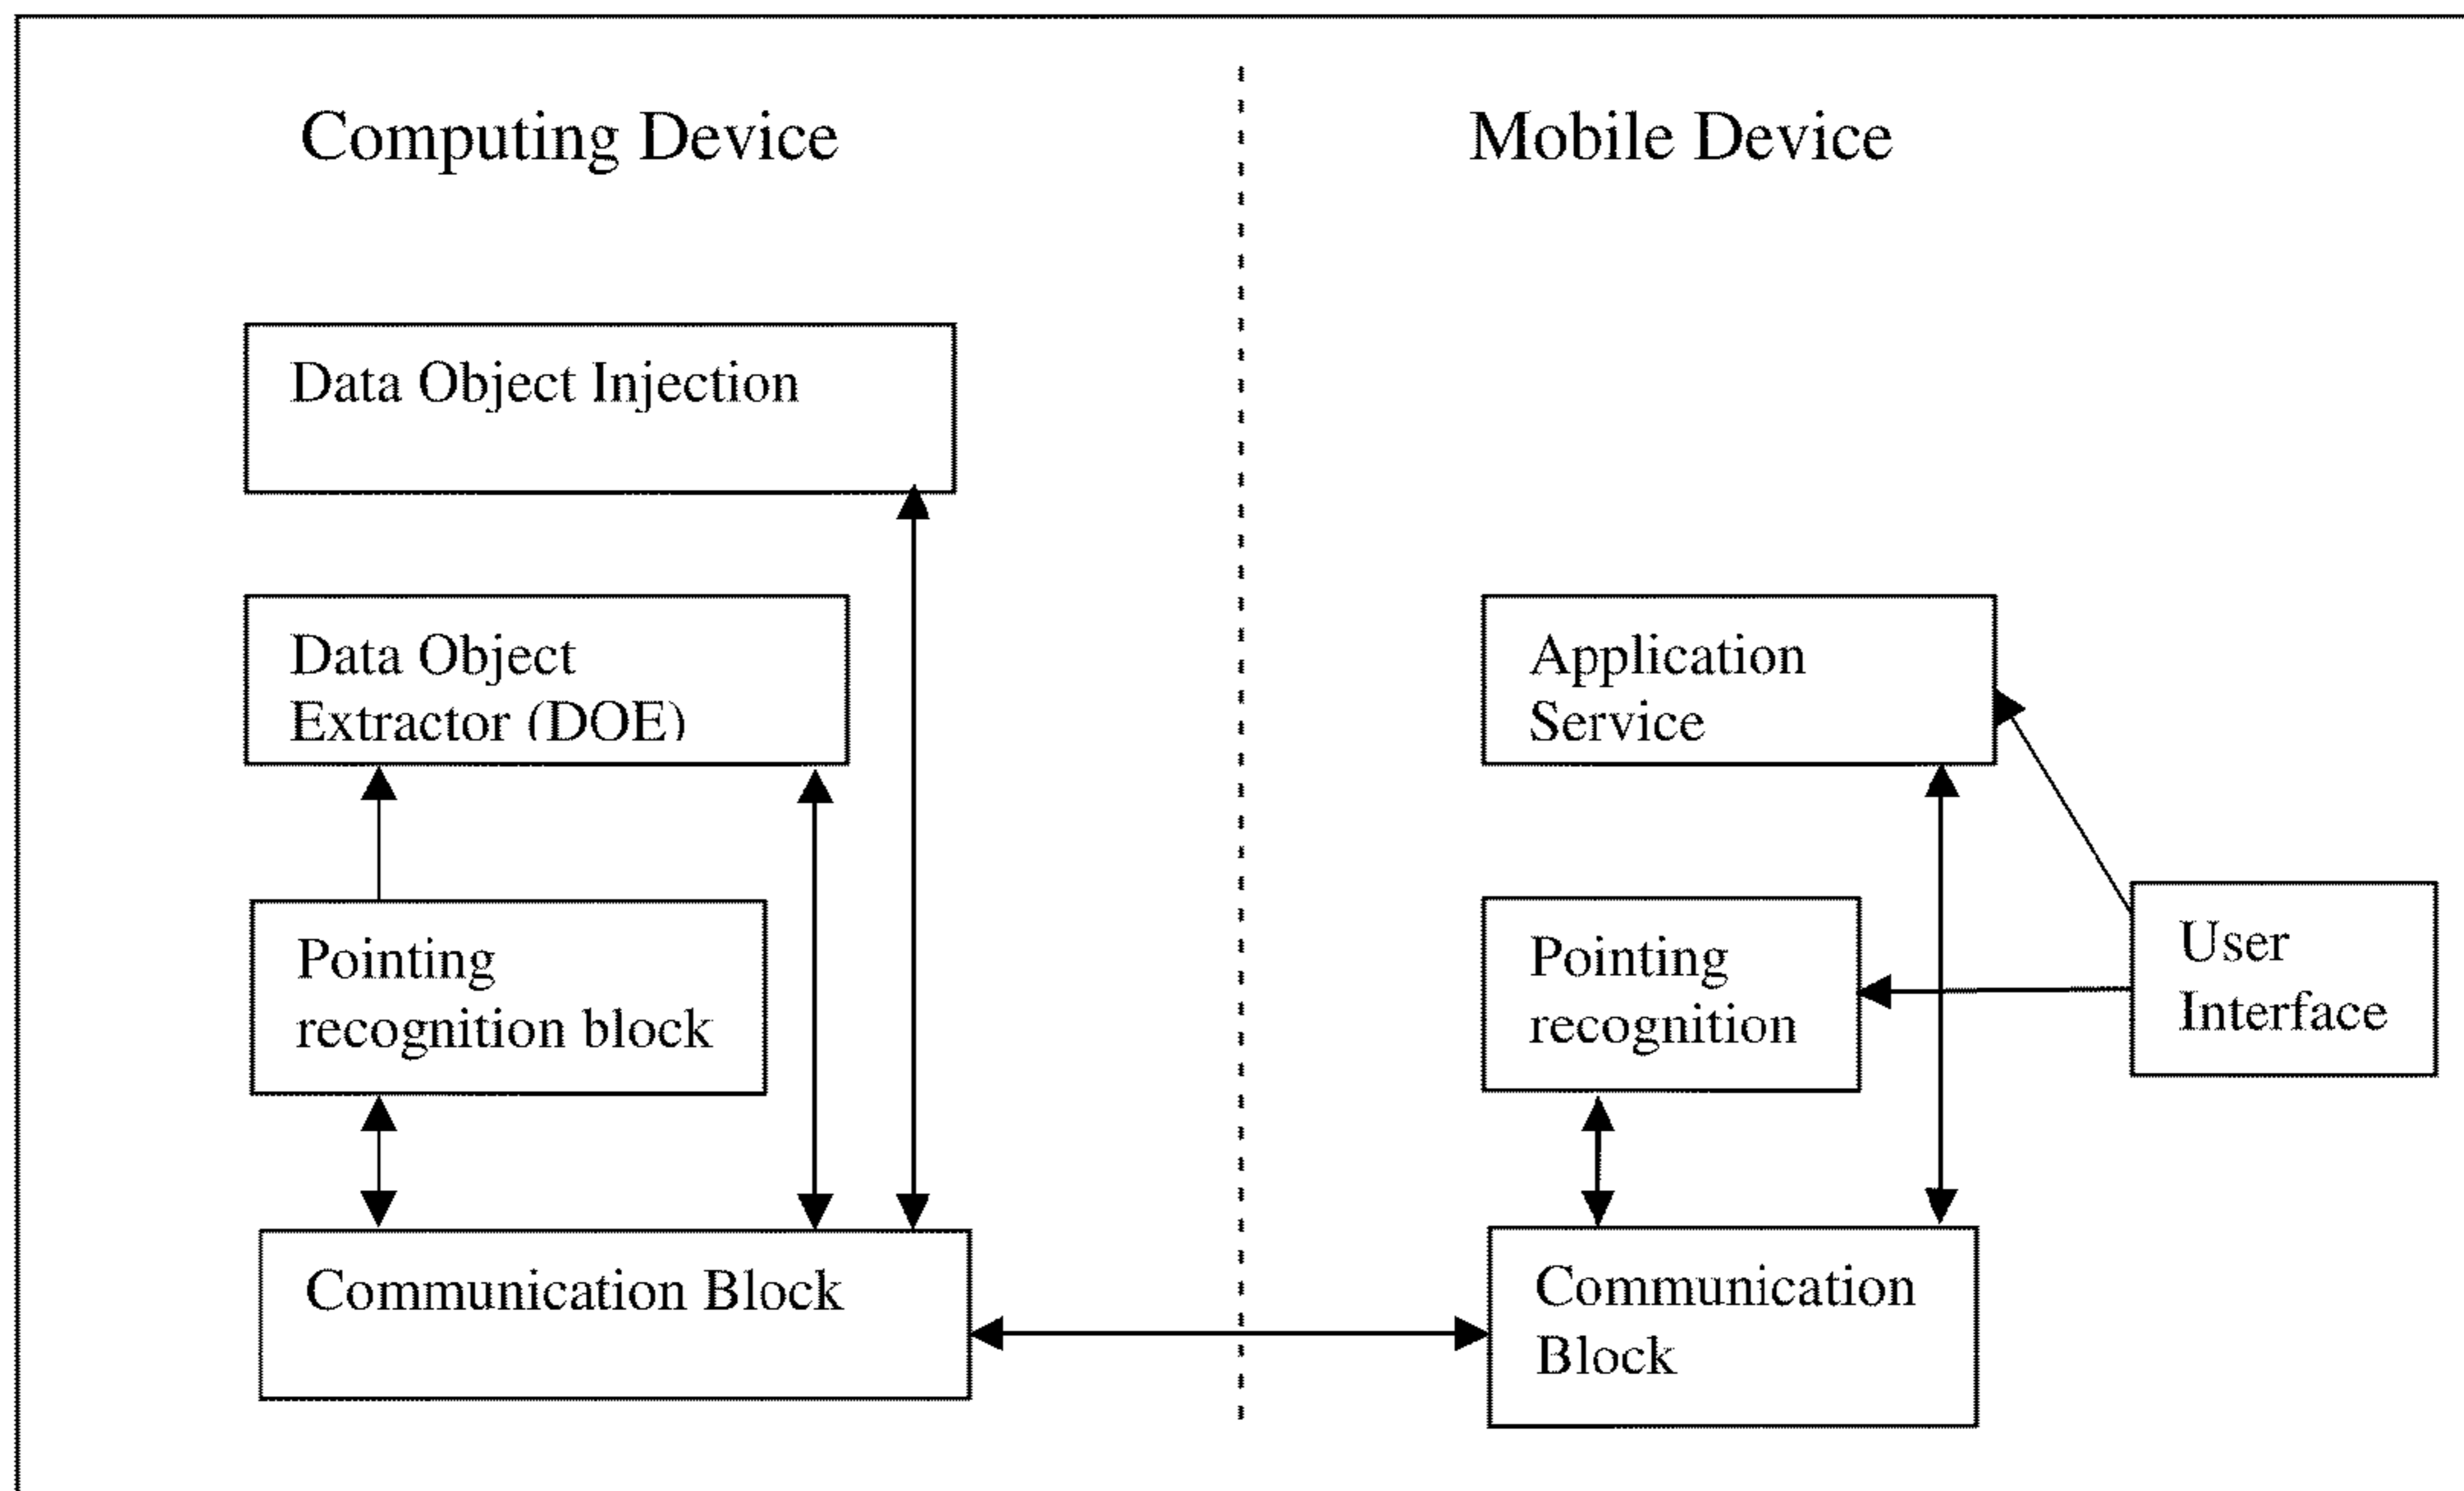 Computing Device
Mobile Device
Data Object Injection
Data Object
Extractor (DOE)
Pointing
recognition block
Communication Block
Application
Service
Pointing
recognition
User
Interface
Communication
Block